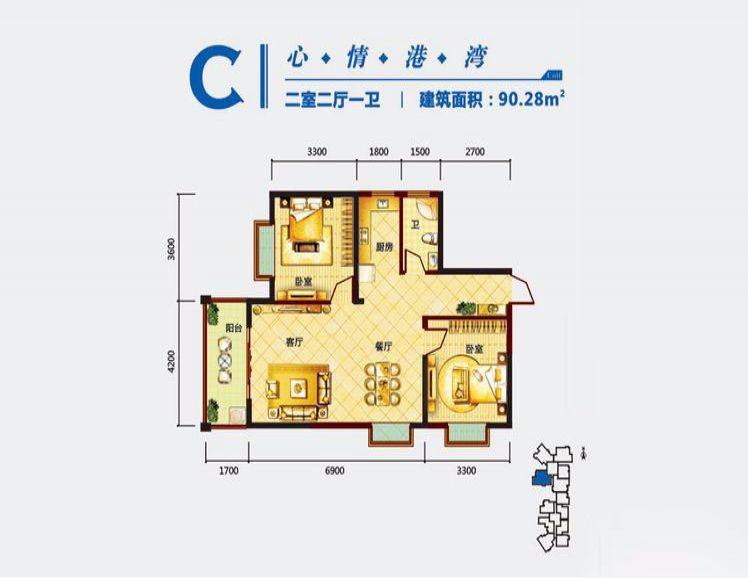 C
心·情·港·湾
Unit
二室二厅一卫 | 建筑面积：90.28m²
3300 1800 1500 2700
3600
4200
卧室
厨房
卫
阳台
客厅
餐厅
卧室
1700 6900 3300